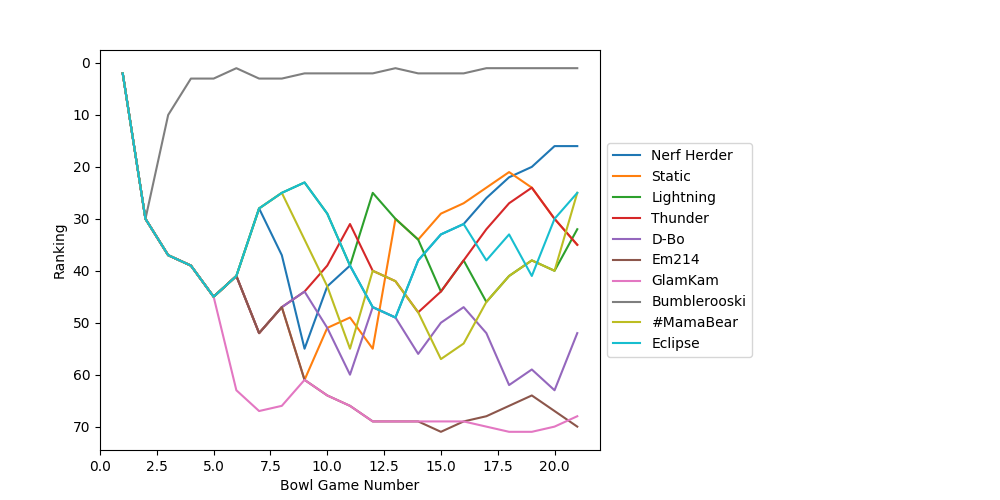 0
10
20
30
40
50
60
70
Ranking
0.0 2.5 5.0 7.5 10.0 12.5 15.0 17.5 20.0
Bowl Game Number
Nerf Herder
Static
Lightning
Thunder
D-Bo
Em214
GlamKam
Bumblerooski
#MamaBear
Eclipse